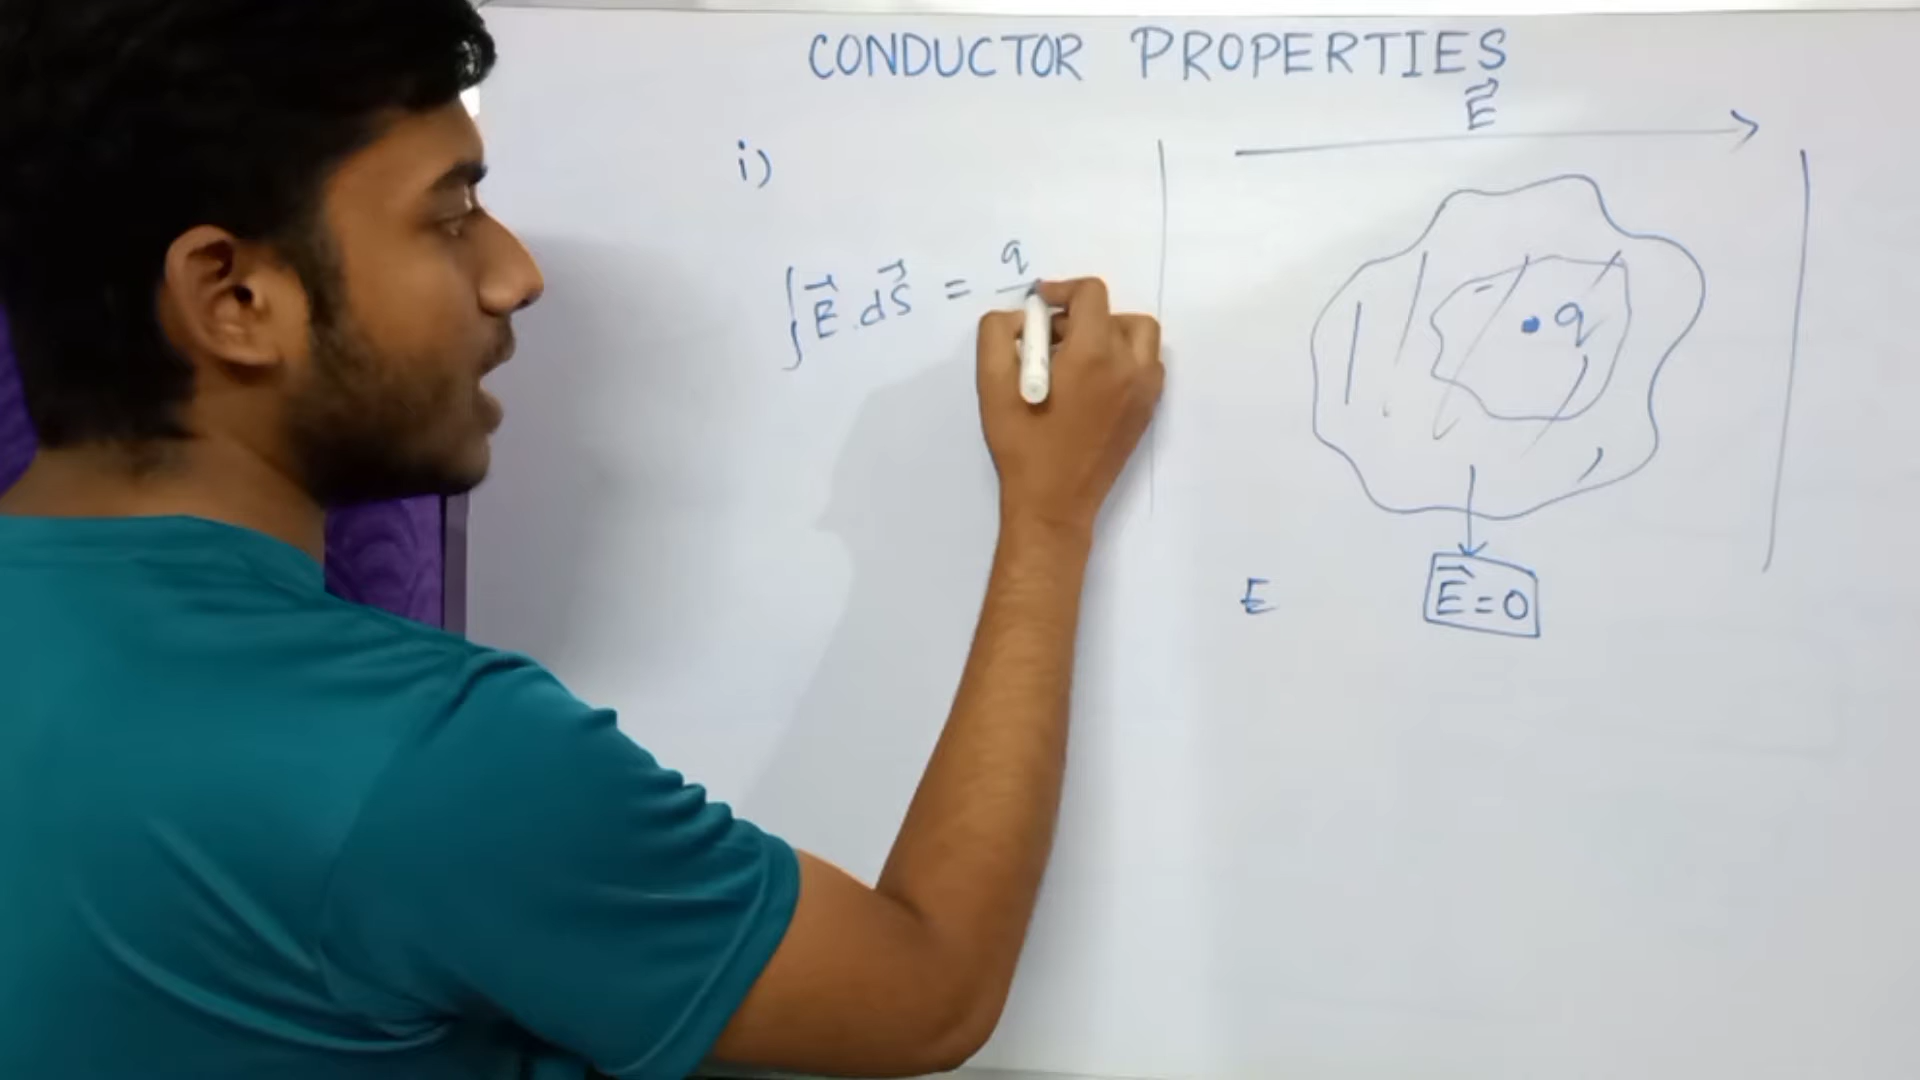 CONDUCTOR PROPERTIES
i)
∫E⃗.dS⃗ = q
E⃗
q
E
E⃗=0